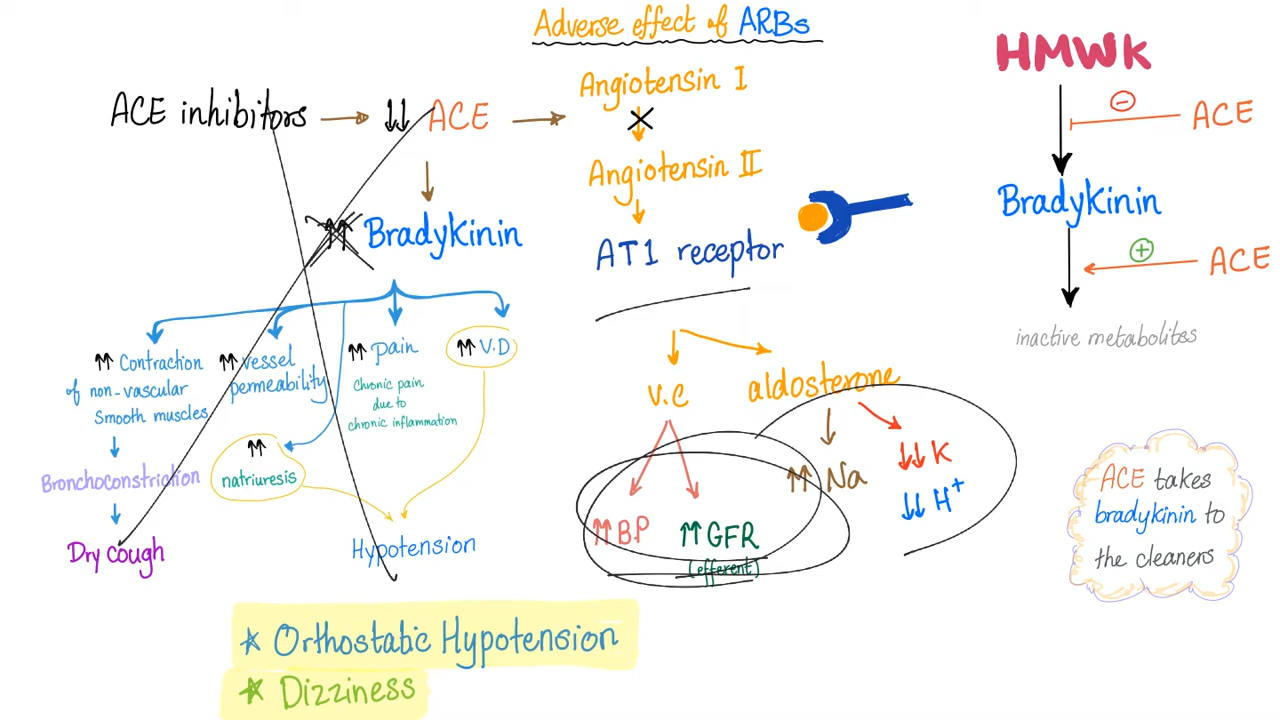 Adverse effect of ARBs
ACE inhibitors → ↓↓ ACE →
Angiotensin I
Angiotensin II
AT1 receptor
↑↑ Bradykinin
↑↑ Contraction
of non-vascular
Smooth muscles
Bronchoconstriction
Dry cough
↑↑ vessel
permeability
↑↑ pain
Chronic pain
due to
chronic inflammation
↑↑ V.D
↑↑
natriuresis
Hypotension
V.C
aldosterone
↑↑ BP
↑↑ GFR
(efferent)
↑↑ Na
↓↓ K
↓↓ H+
HMWK
− ACE
Bradykinin
+ ACE
inactive metabolites
ACE takes
bradykinin to
the cleaners
☆ Orthostatic Hypotension
☆ Dizziness